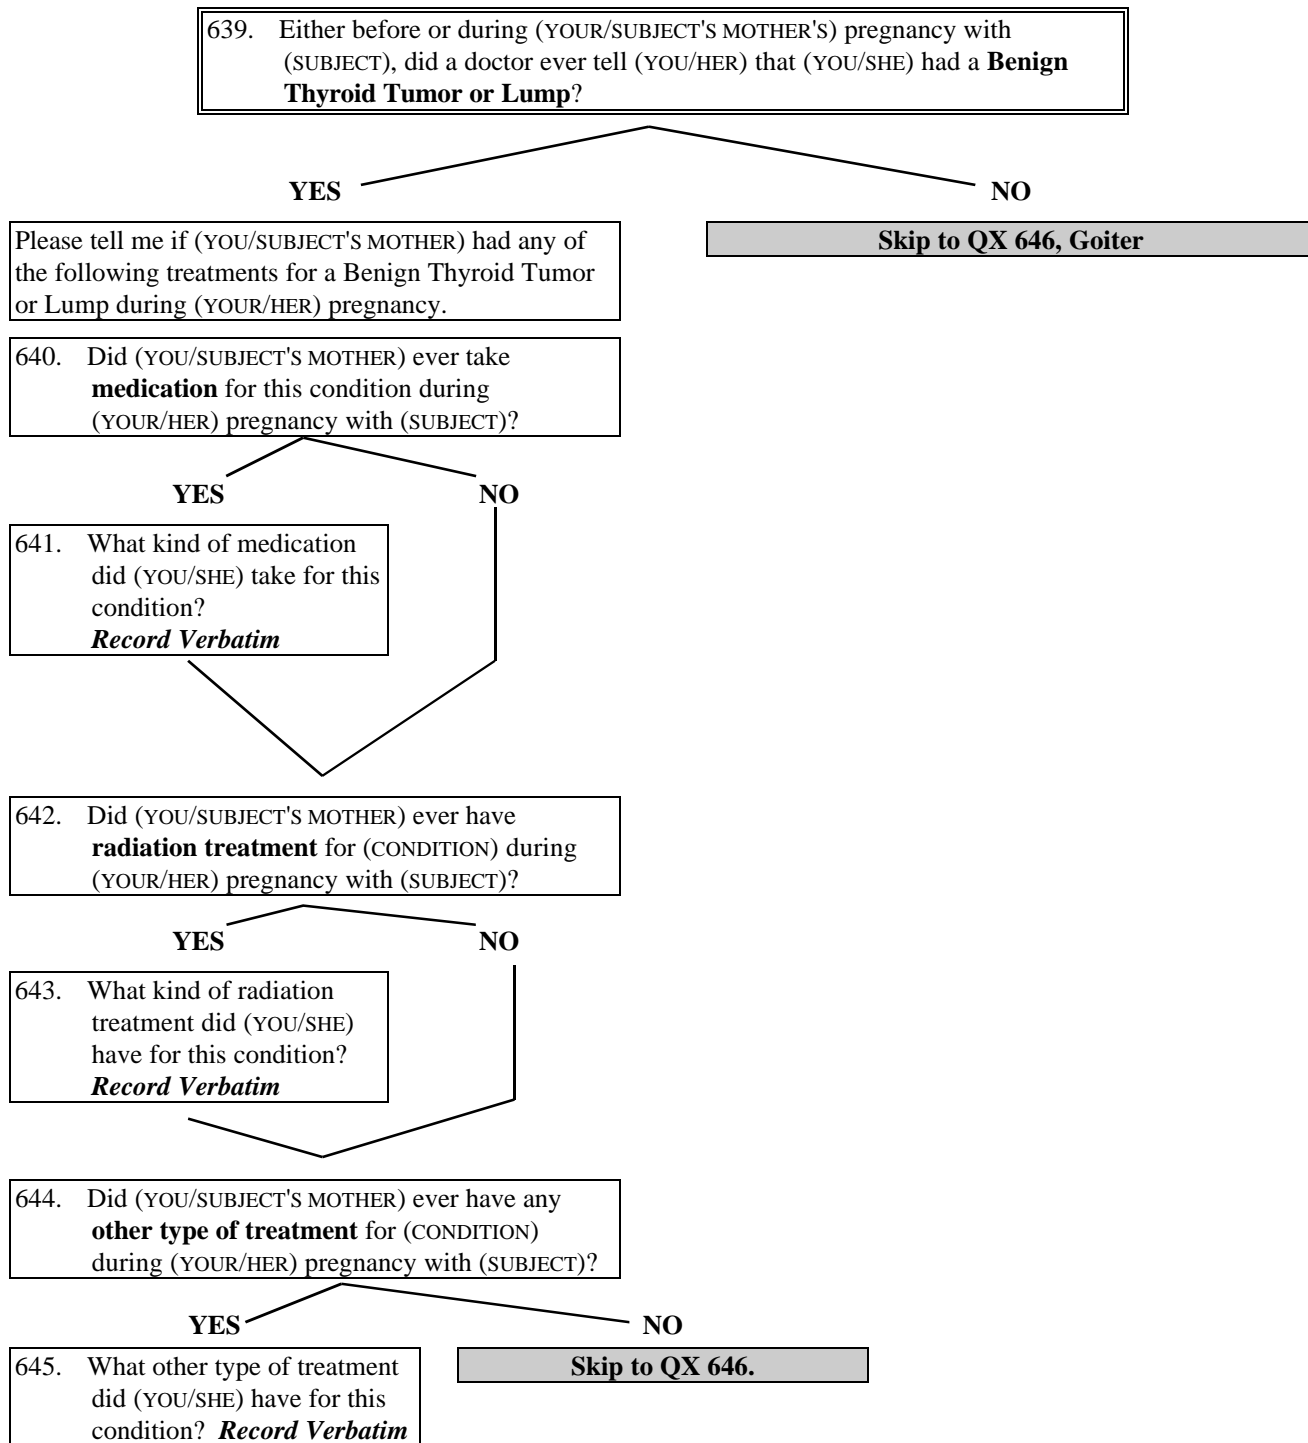 639. Either before or during (YOUR/SUBJECT'S MOTHER'S) pregnancy with
(SUBJECT), did a doctor ever tell (YOU/HER) that (YOU/SHE) had a Benign
Thyroid Tumor or Lump?
YES
NO
Please tell me if (YOU/SUBJECT'S MOTHER) had any of
the following treatments for a Benign Thyroid Tumor
or Lump during (YOUR/HER) pregnancy.
Skip to QX 646, Goiter
640. Did (YOU/SUBJECT'S MOTHER) ever take
medication for this condition during
(YOUR/HER) pregnancy with (SUBJECT)?
YES
NO
641. What kind of medication
did (YOU/SHE) take for this
condition?
Record Verbatim
642. Did (YOU/SUBJECT'S MOTHER) ever have
radiation treatment for (CONDITION) during
(YOUR/HER) pregnancy with (SUBJECT)?
YES
NO
643. What kind of radiation
treatment did (YOU/SHE)
have for this condition?
Record Verbatim
644. Did (YOU/SUBJECT'S MOTHER) ever have any
other type of treatment for (CONDITION)
during (YOUR/HER) pregnancy with (SUBJECT)?
YES
NO
645. What other type of treatment
did (YOU/SHE) have for this
condition? Record Verbatim
Skip to QX 646.